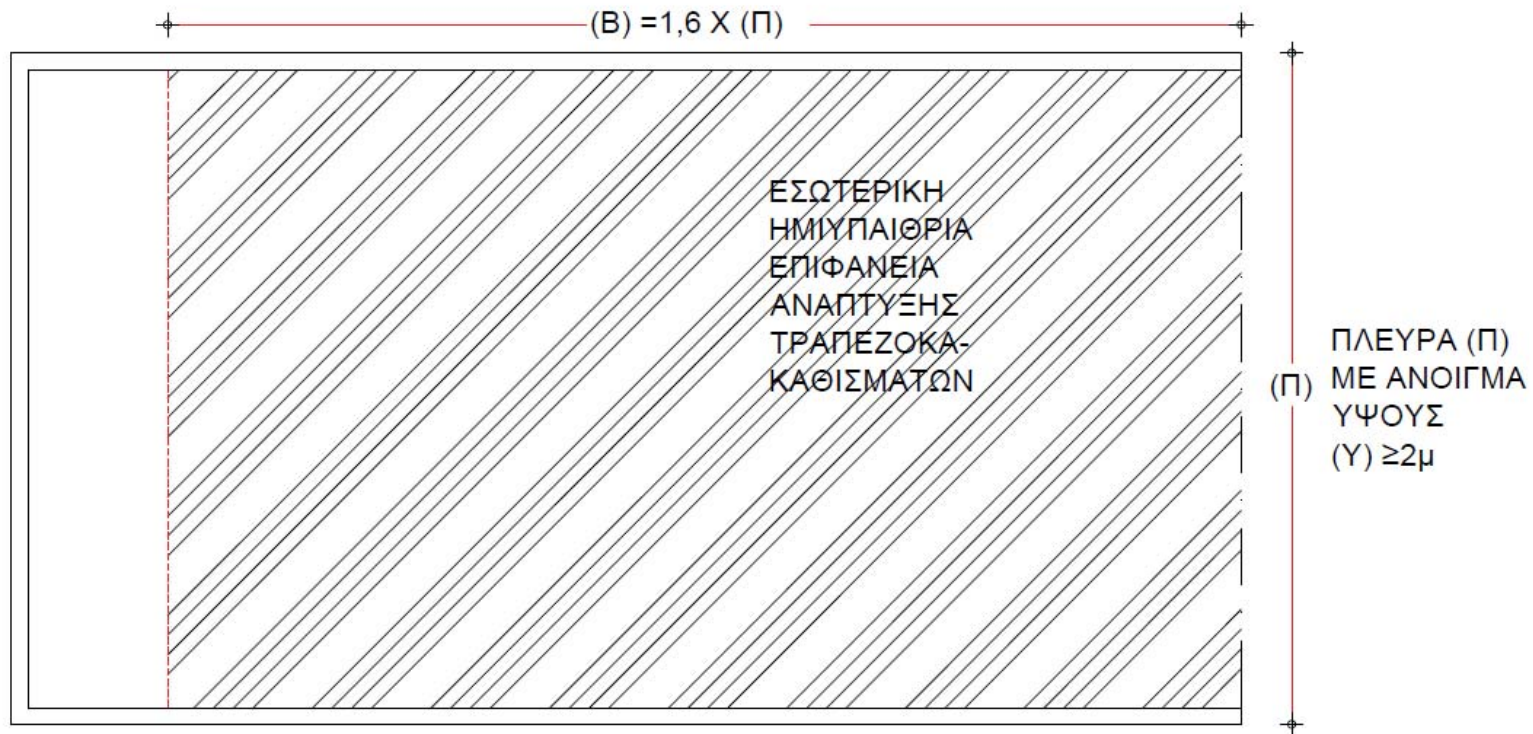 (Β) =1,6 Χ (Π)
ΕΣΩΤΕΡΙΚΗ
ΗΜΙΥΠΑΙΘΡΙΑ
ΕΠΙΦΑΝΕΙΑ
ΑΝΑΠΤΥΞΗΣ
ΤΡΑΠΕΖΟΚΑ-
ΚΑΘΙΣΜΑΤΩΝ
(Π)
ΠΛΕΥΡΑ (Π)
ΜΕ ΑΝΟΙΓΜΑ
ΥΨΟΥΣ
(Υ) ≥2μ